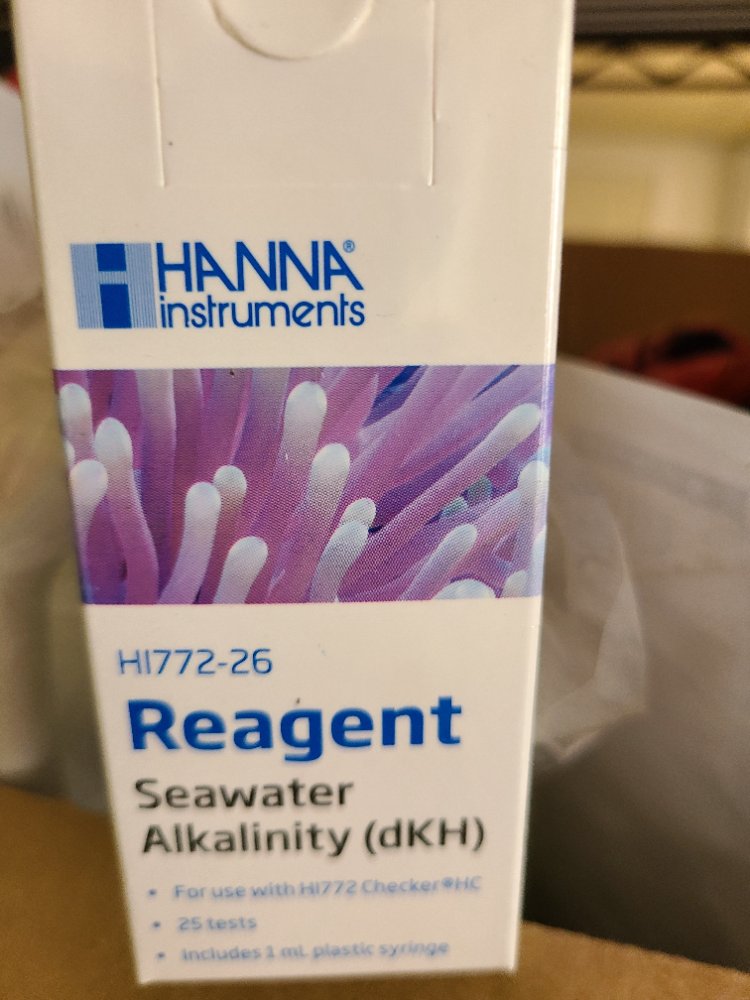 HANNA®
instruments
HI772-26
Reagent
Seawater
Alkalinity (dKH)
• For use with HI772 Checker®HC
• 25 tests
• Includes 1 mL plastic syringe